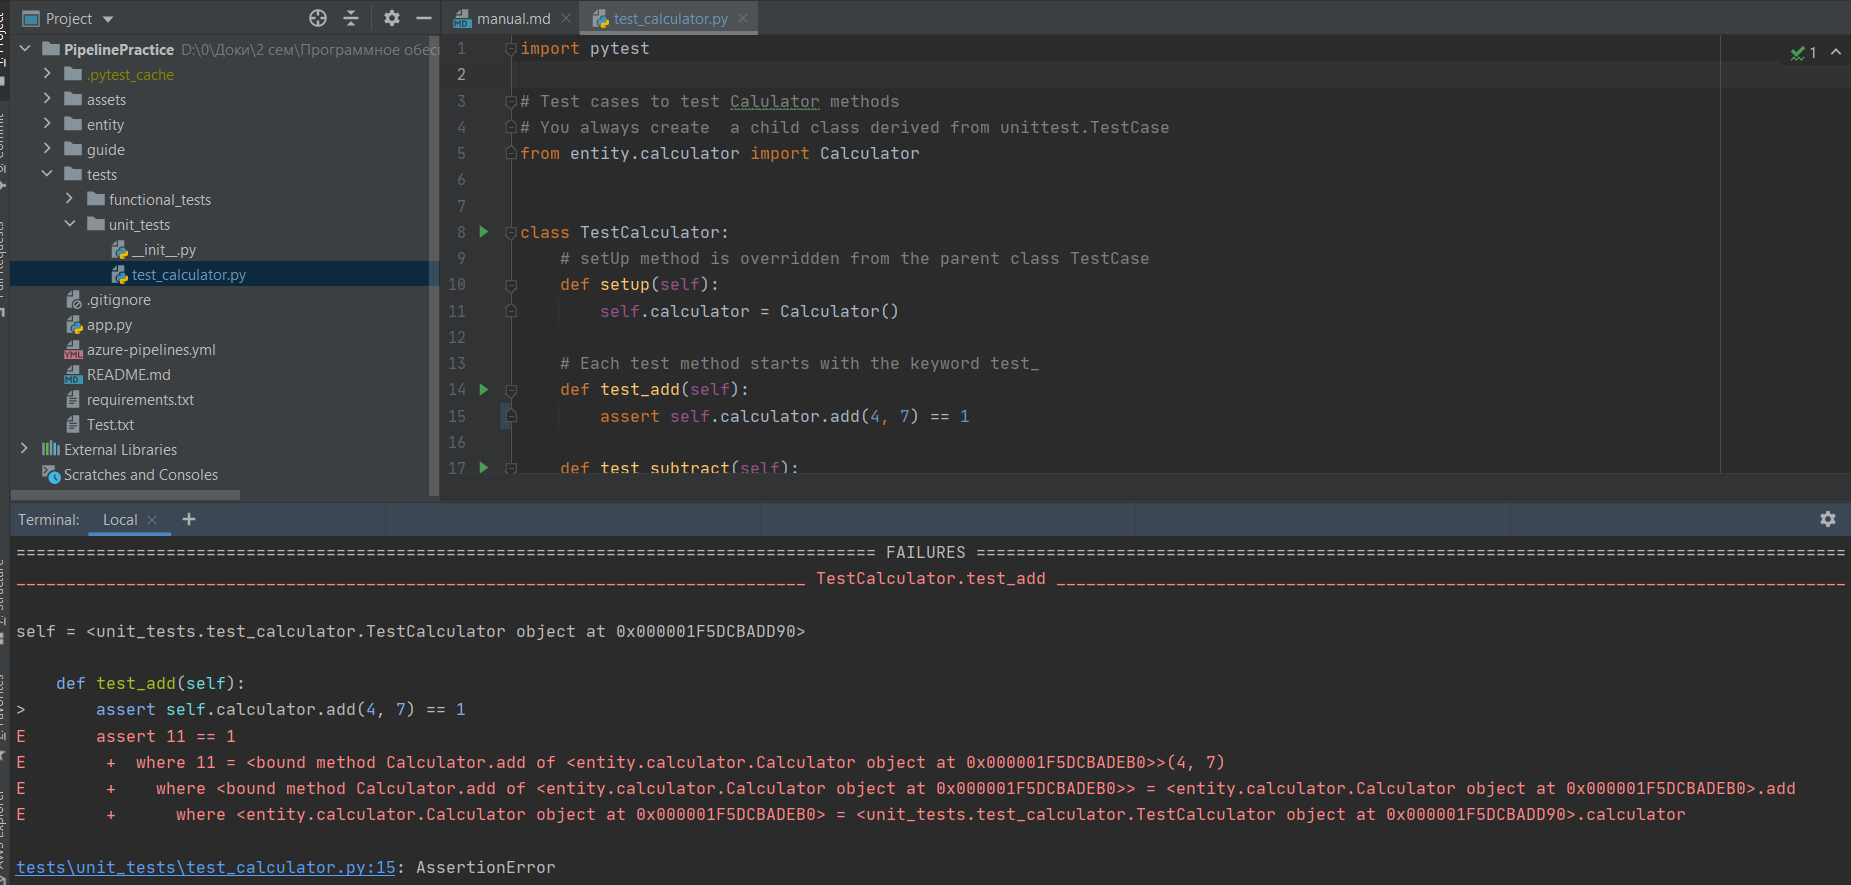 Project
manual.md
test_calculator.py
PipelinePractice D:\0\Доки\2 сем\Программное обес
.pytest_cache
assets
entity
guide
tests
functional_tests
unit_tests
__init__.py
test_calculator.py
.gitignore
app.py
azure-pipelines.yml
README.md
requirements.txt
Test.txt
External Libraries
Scratches and Consoles
1 import pytest
2
3 # Test cases to test Calulator methods
4 # You always create  a child class derived from unittest.TestCase
5 from entity.calculator import Calculator
6
7
8 class TestCalculator:
9     # setUp method is overridden from the parent class TestCase
10     def setup(self):
11         self.calculator = Calculator()
12
13     # Each test method starts with the keyword test_
14     def test_add(self):
15         assert self.calculator.add(4, 7) == 1
16
17     def test_subtract(self):
1
Terminal: Local
FAILURES
TestCalculator.test_add
self = <unit_tests.test_calculator.TestCalculator object at 0x000001F5DCBADD90>
    def test_add(self):
>       assert self.calculator.add(4, 7) == 1
E       assert 11 == 1
E        +  where 11 = <bound method Calculator.add of <entity.calculator.Calculator object at 0x000001F5DCBADEB0>>(4, 7)
E        +    where <bound method Calculator.add of <entity.calculator.Calculator object at 0x000001F5DCBADEB0>> = <entity.calculator.Calculator object at 0x000001F5DCBADEB0>.add
E        +      where <entity.calculator.Calculator object at 0x000001F5DCBADEB0> = <unit_tests.test_calculator.TestCalculator object at 0x000001F5DCBADD90>.calculator
tests\unit_tests\test_calculator.py:15: AssertionError